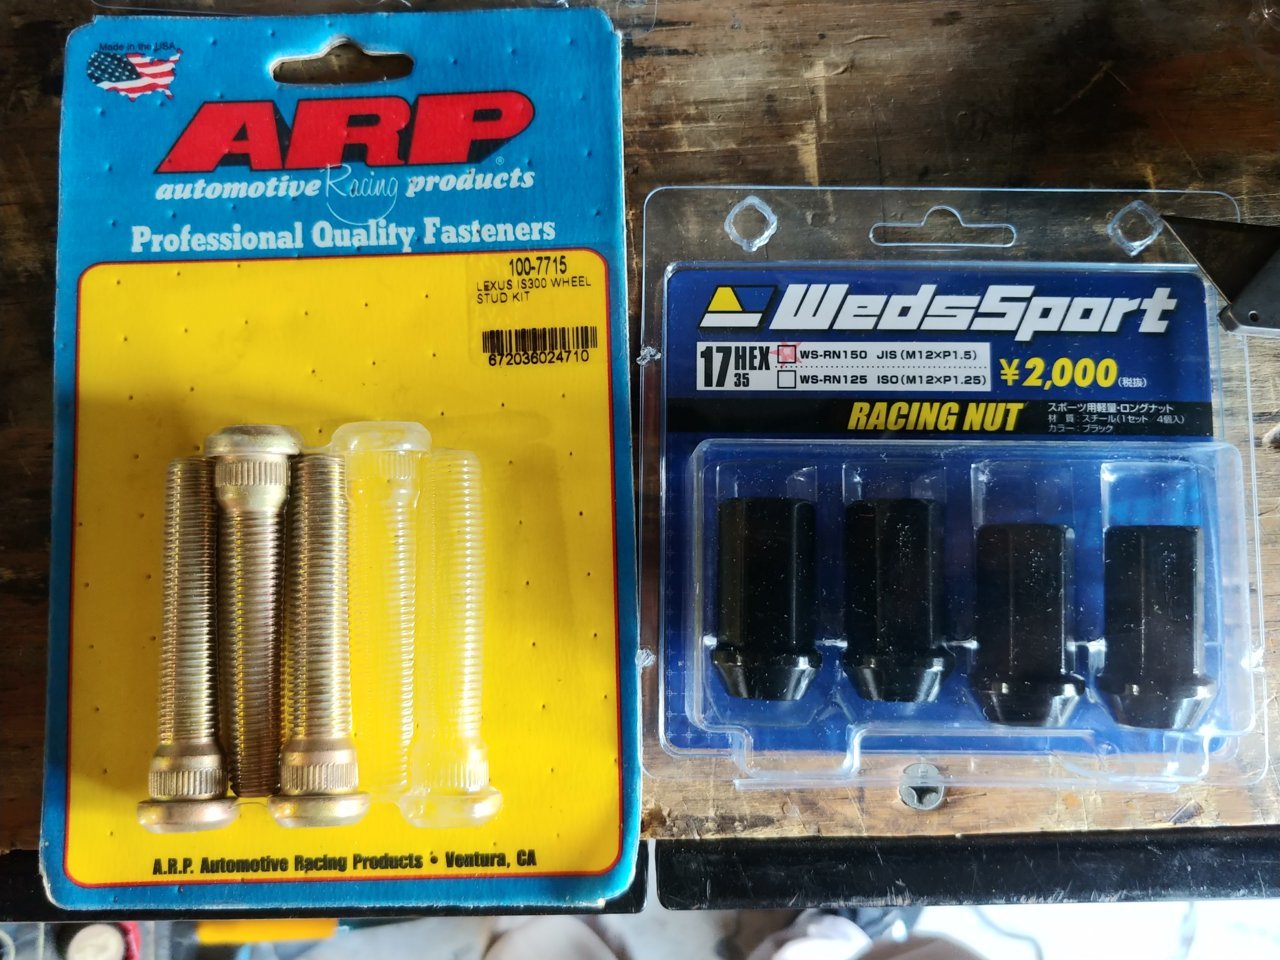 Made in the USA
ARP®
automotive Racing products
Professional Quality Fasteners
100-7715
LEXUS IS300 WHEEL
STUD KIT
672036024710
A.R.P. Automotive Racing Products • Ventura, CA
WedsSport
17HEX
35
WS-RN150 JIS(M12×P1.5)
WS-RN125 ISO(M12×P1.25)
¥2,000(税抜)
RACING NUT
スポーツ用軽量・ロングナット
材 質：スチール(1セット 4個入)
カラー：ブラック